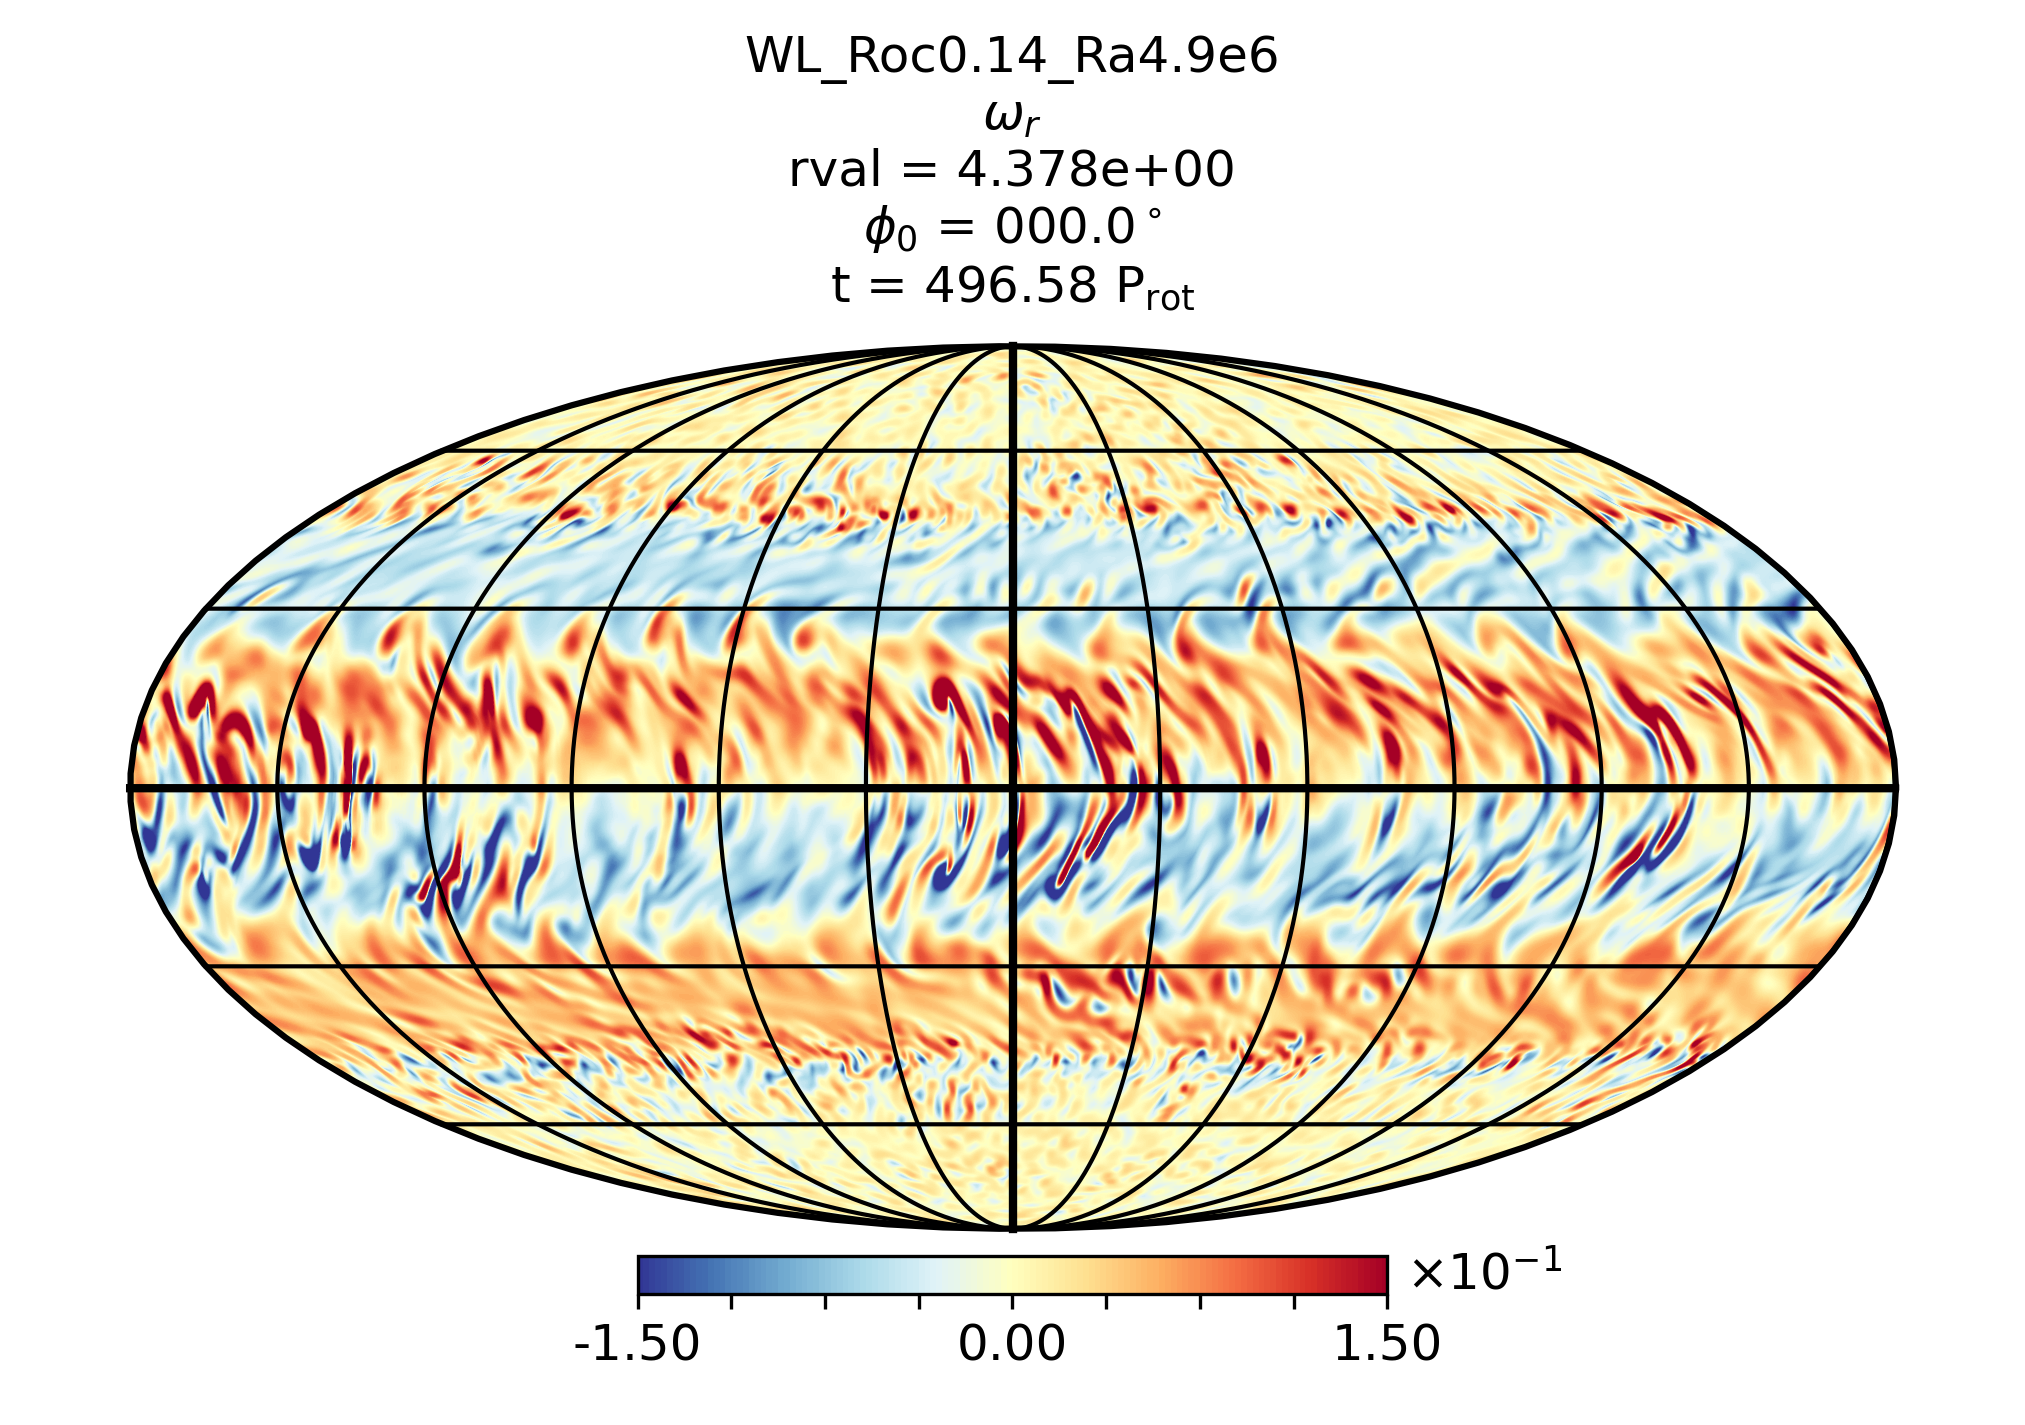 WL_Roc0.14_Ra4.9e6
ω_r
rval = 4.378e+00
ϕ₀ = 000.0°
t = 496.58 P_rot
×10⁻¹
-1.50 0.00 1.50